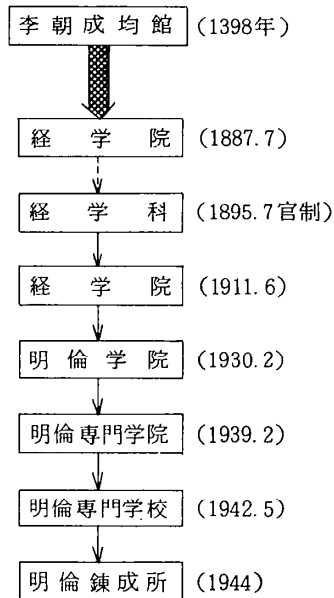 李朝成均館 (1398年)
経学院 (1887.7)
経学科 (1895.7官制)
経学院 (1911.6)
明倫学院 (1930.2)
明倫専門学院 (1939.2)
明倫専門学校 (1942.5)
明倫錬成所 (1944)